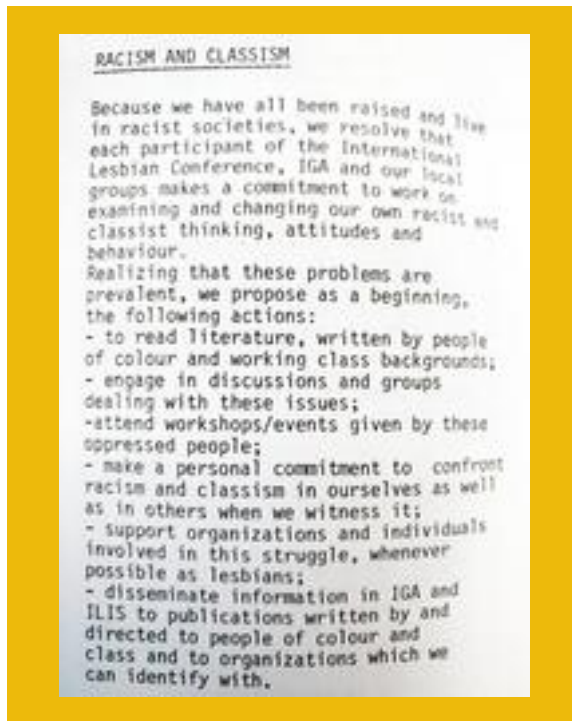 RACISM AND CLASSISM
Because we have all been raised and live
in racist societies, we resolve that
each participant of the International
Lesbian Conference, IGA and our local
groups makes a commitment to work on
examining and changing our own racist and
classist thinking, attitudes and
behaviour.
Realizing that these problems are
prevalent, we propose as a beginning,
the following actions:
- to read literature, written by people
of colour and working class backgrounds;
- engage in discussions and groups
dealing with these issues;
-attend workshops/events given by these
oppressed people;
- make a personal commitment to confront
racism and classism in ourselves as well
as in others when we witness it;
- support organizations and individuals
involved in this struggle, whenever
possible as lesbians;
- disseminate information in IGA and
ILIS to publications written by and
directed to people of colour and
class and to organizations which we
can identify with.